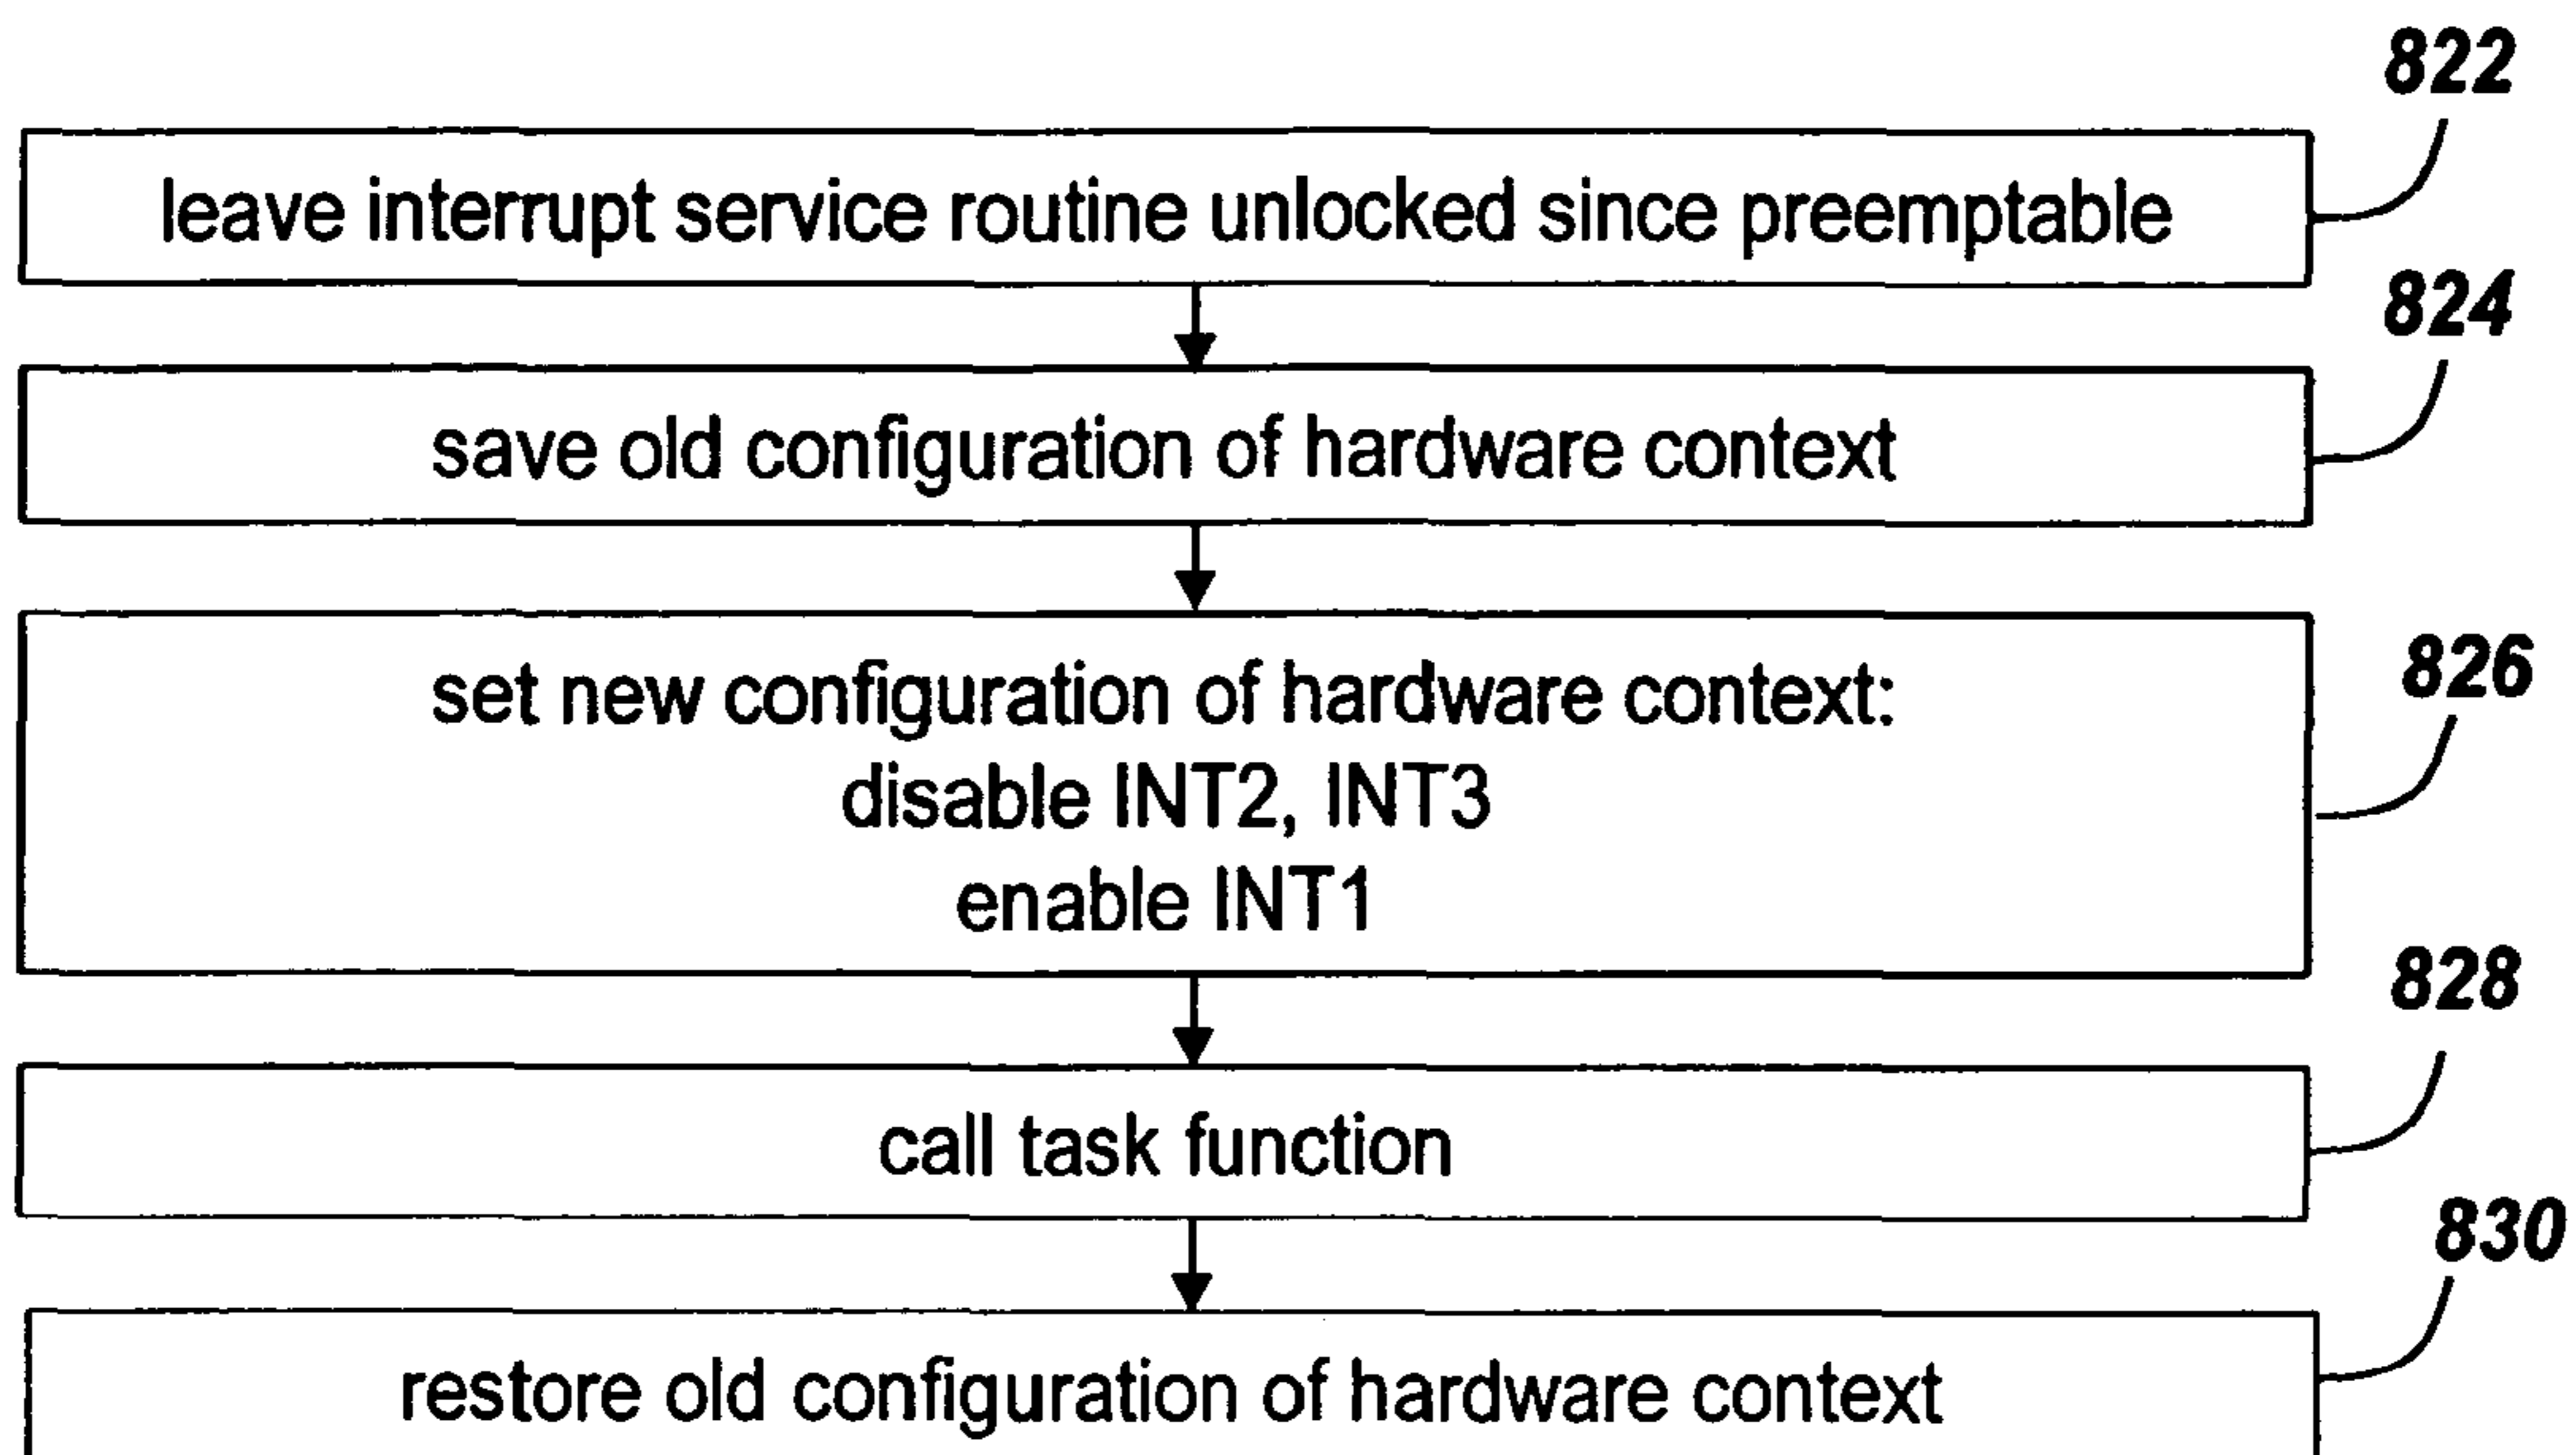 822
leave interrupt service routine unlocked since preemptable
824
save old configuration of hardware context
826
set new configuration of hardware context:
disable INT2, INT3
enable INT1
828
call task function
830
restore old configuration of hardware context